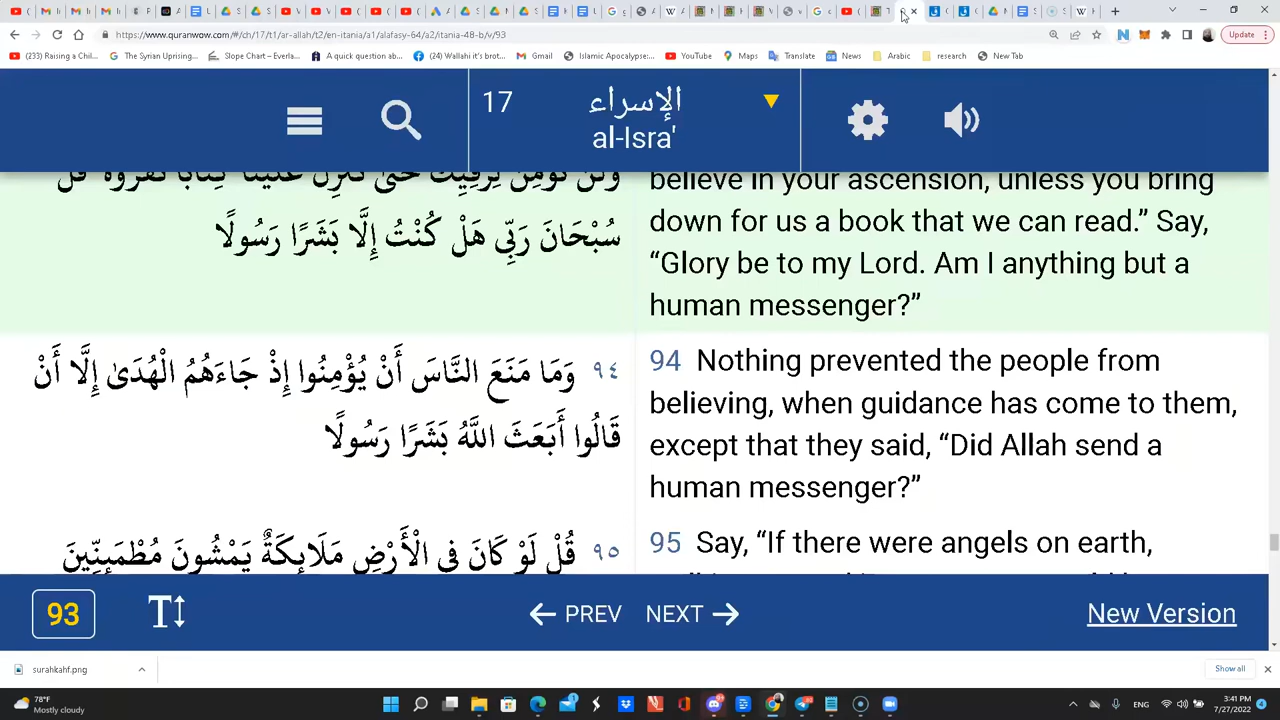 https://www.quranwow.com/#/ch/17/t1/ar-allah/t2/en-itania/a1/alafasy-64/a2/itania-48-b/v/93
Update
(233) Raising a Chil...
The Syrian Uprising...
Slope Chart – Everla...
A quick question ab...
(24) Wallahi it's brot...
Gmail
Islamic Apocalypse:...
YouTube
Maps
Translate
News
Arabic
research
New Tab
17
الإسراء
al-Isra'
believe in your ascension, unless you bring
down for us a book that we can read.” Say,
“Glory be to my Lord. Am I anything but a
human messenger?”
سُبْحَانَ رَبِّي هَلْ كُنْتُ إِلَّا بَشَرًا رَسُولًا
94 Nothing prevented the people from
believing, when guidance has come to them,
except that they said, “Did Allah send a
human messenger?”
٩٤ وَمَا مَنَعَ النَّاسَ أَنْ يُؤْمِنُوا إِذْ جَاءَهُمُ الْهُدَىٰ إِلَّا أَنْ
قَالُوا أَبَعَثَ اللَّهُ بَشَرًا رَسُولًا
95 Say, “If there were angels on earth,
٩٥ قُلْ لَوْ كَانَ فِي الْأَرْضِ مَلَائِكَةٌ يَمْشُونَ مُطْمَئِنِّينَ
93
PREV
NEXT
New Version
surahkahf.png
Show all
78°F
Mostly cloudy
ENG
3:41 PM
7/27/2022